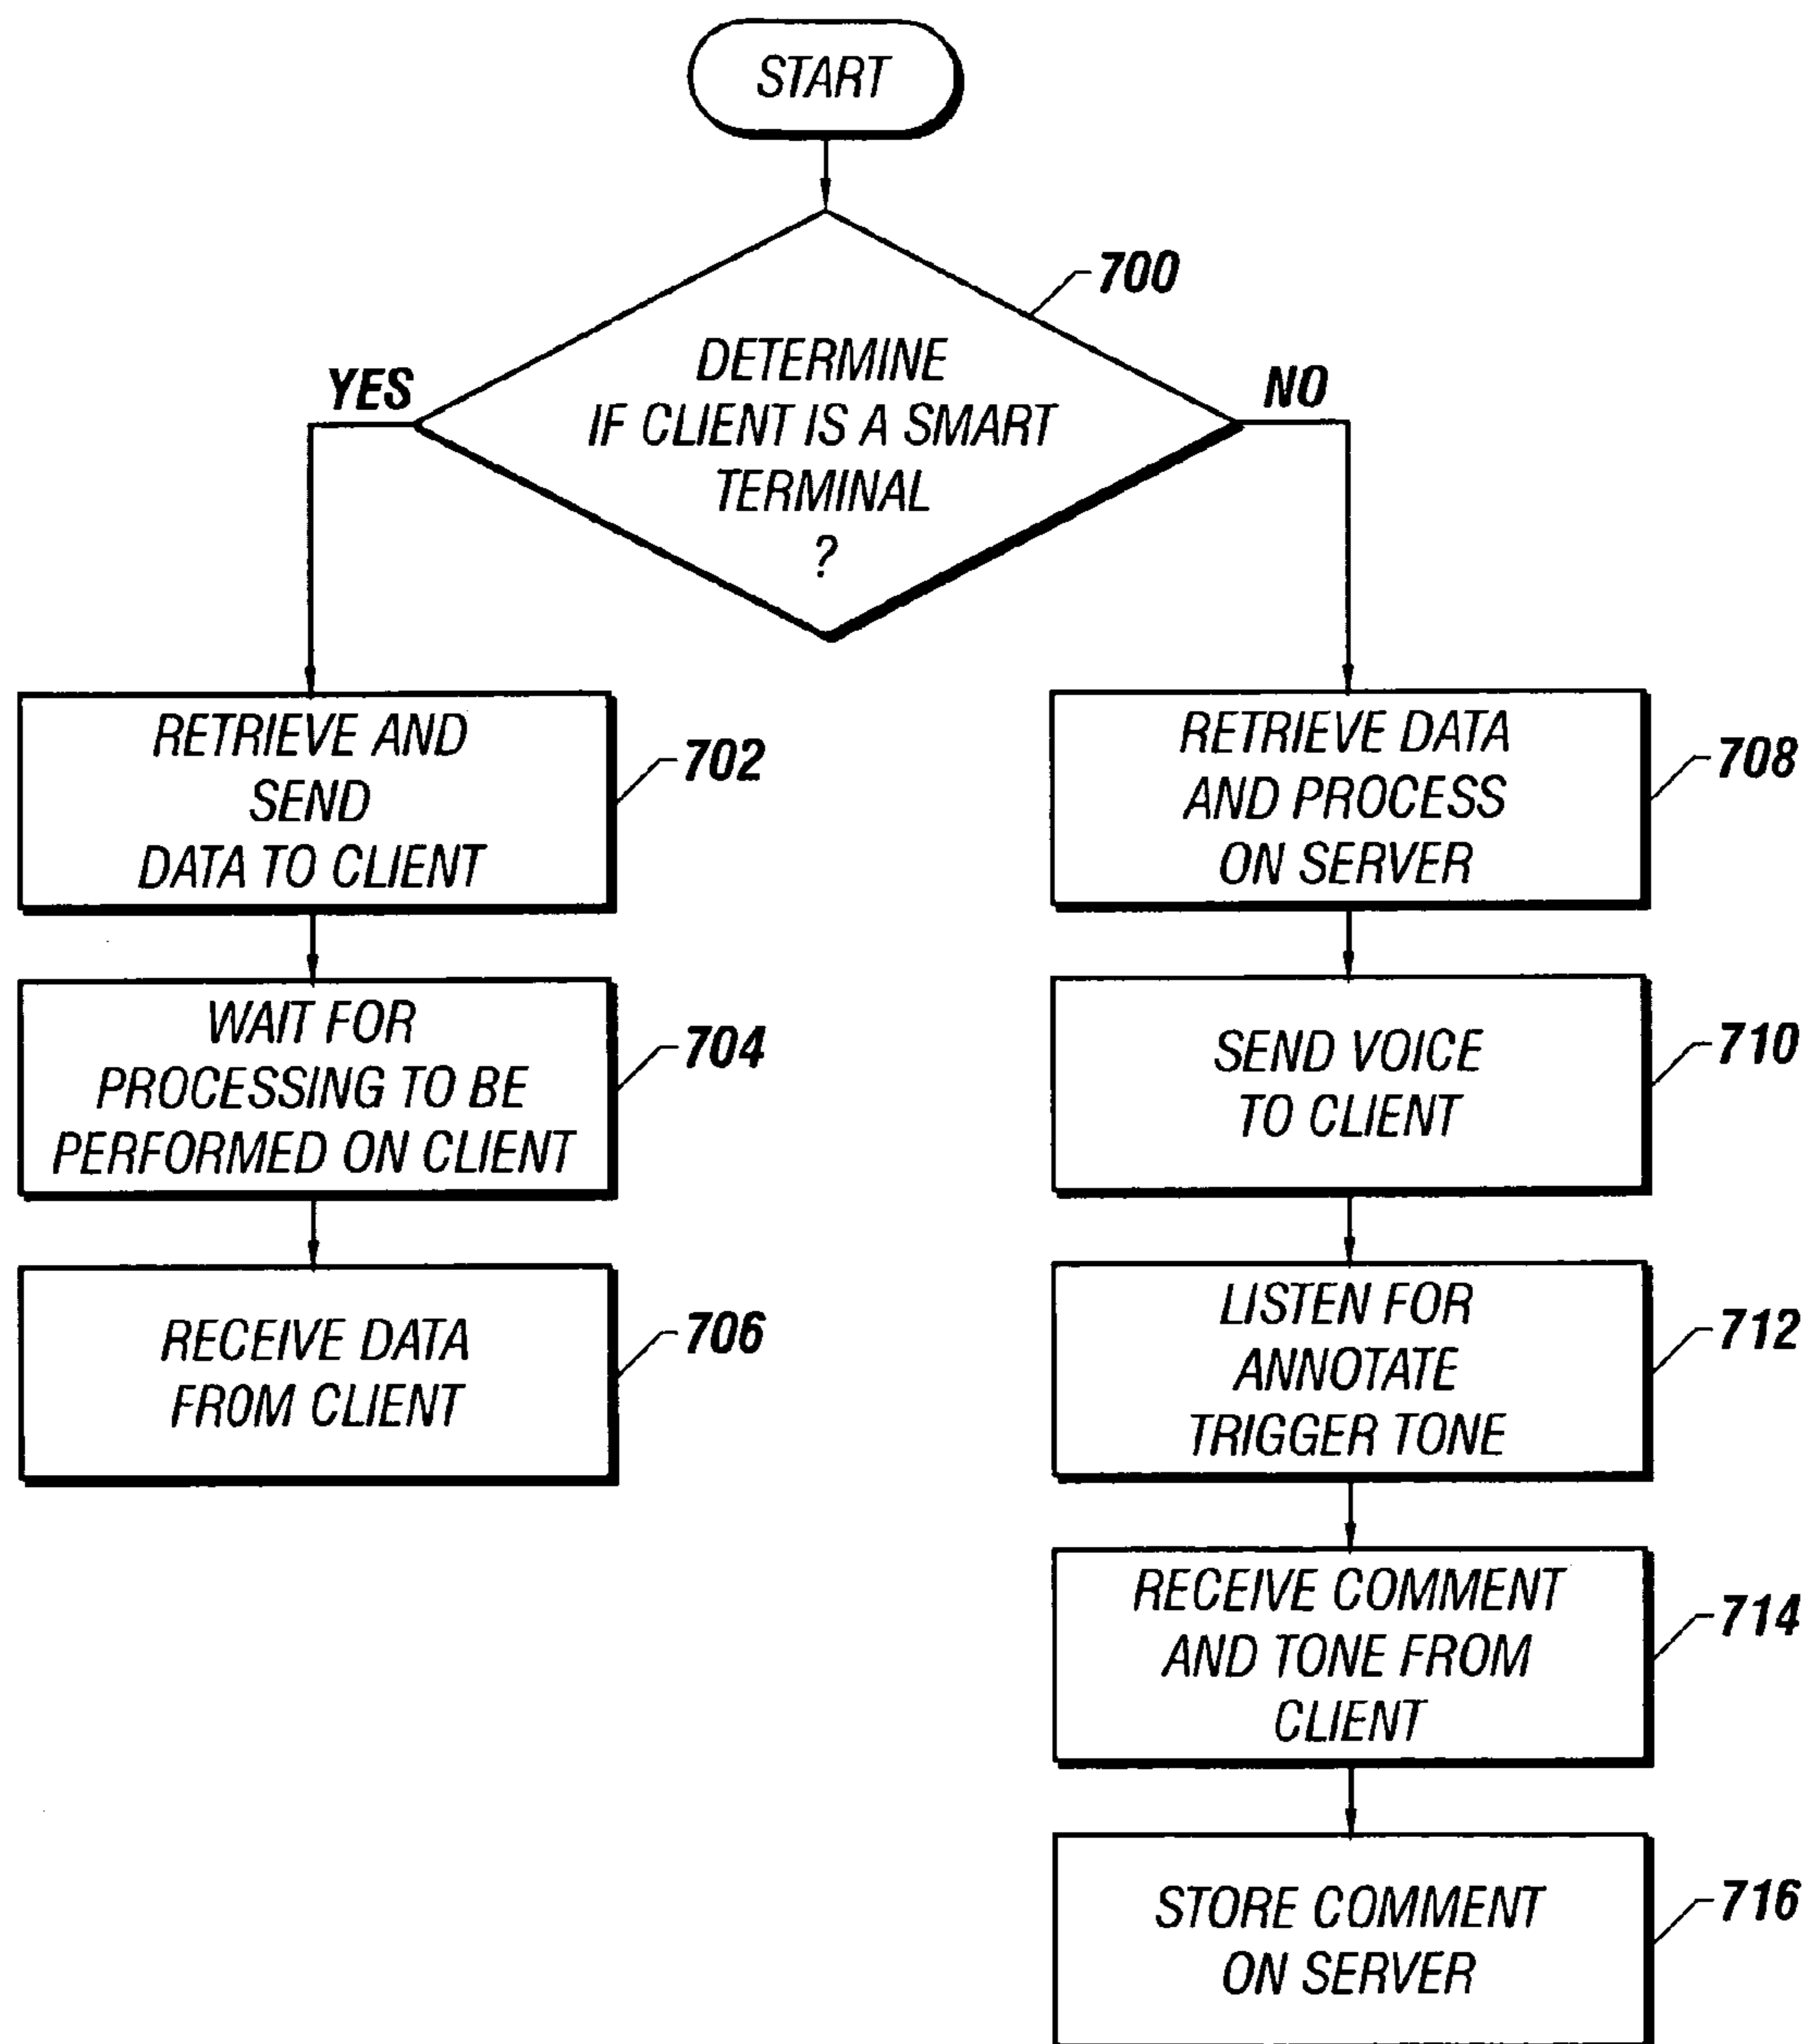 START
700
DETERMINE
IF CLIENT IS A SMART
TERMINAL
?
YES
NO
RETRIEVE AND
SEND
DATA TO CLIENT
702
WAIT FOR
PROCESSING TO BE
PERFORMED ON CLIENT
704
RECEIVE DATA
FROM CLIENT
706
RETRIEVE DATA
AND PROCESS
ON SERVER
708
SEND VOICE
TO CLIENT
710
LISTEN FOR
ANNOTATE
TRIGGER TONE
712
RECEIVE COMMENT
AND TONE FROM
CLIENT
714
STORE COMMENT
ON SERVER
716